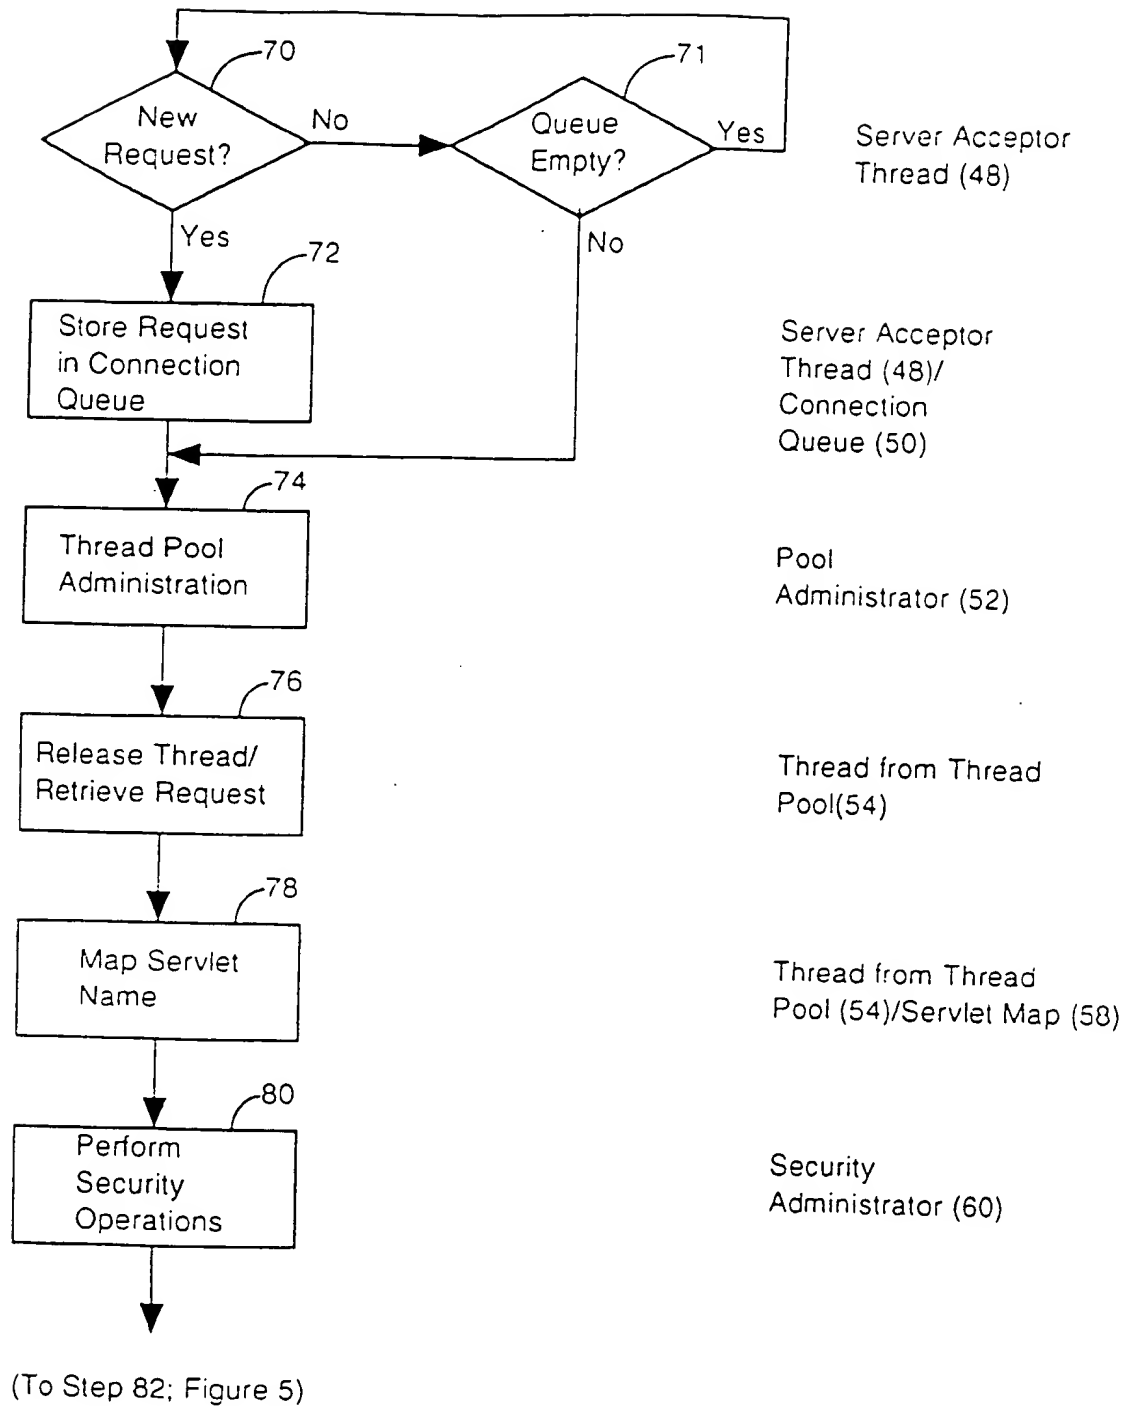 70
71
New
Request?
No
Queue
Empty?
Yes
Server Acceptor
Thread (48)
Yes
No
72
Store Request
in Connection
Queue
Server Acceptor
Thread (48)/
Connection
Queue (50)
74
Thread Pool
Administration
Pool
Administrator (52)
76
Release Thread/
Retrieve Request
Thread from Thread
Pool(54)
78
Map Servlet
Name
Thread from Thread
Pool (54)/Servlet Map (58)
80
Perform
Security
Operations
Security
Administrator (60)
(To Step 82; Figure 5)